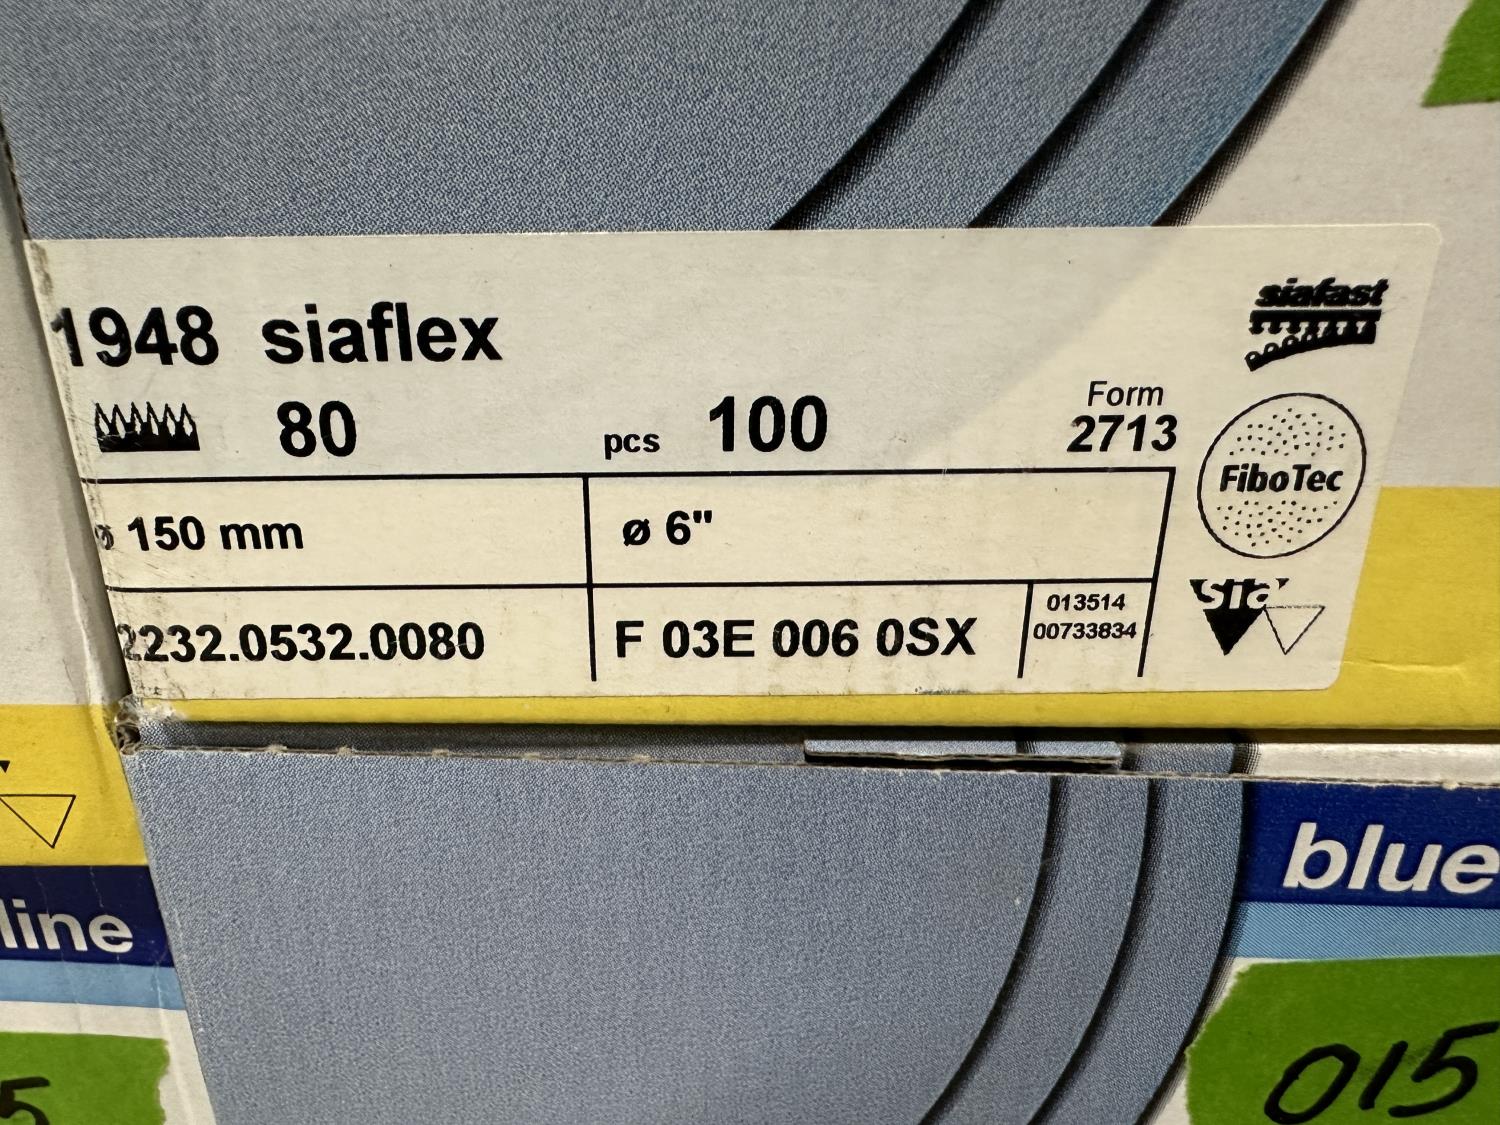 1948 siaflex
siafast
80 pcs 100 Form 2713
FiboTec
ø 150 mm ø 6"
2232.0532.0080 F 03E 006 0SX 013514
00733834
sia
line
blue
015
5